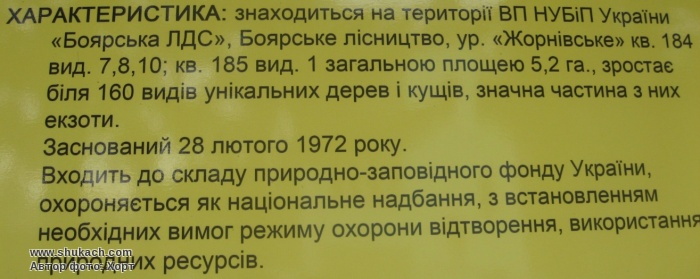 ХАРАКТЕРИСТИКА: знаходиться на території ВП НУБіП України
«Боярська ЛДС», Боярське лісництво, ур. «Жорнівське» кв. 184
вид. 7,8,10; кв. 185 вид. 1 загальною площею 5,2 га., зростає
біля 160 видів унікальних дерев і кущів, значна частина з них
екзоти.
Заснований 28 лютого 1972 року.
Входить до складу природно-заповідного фонду України,
охороняється як національне надбання, з встановленням
необхідних вимог режиму охорони відтворення, використання
природних ресурсів.
www.shukach.com
Автор фото: Хорт